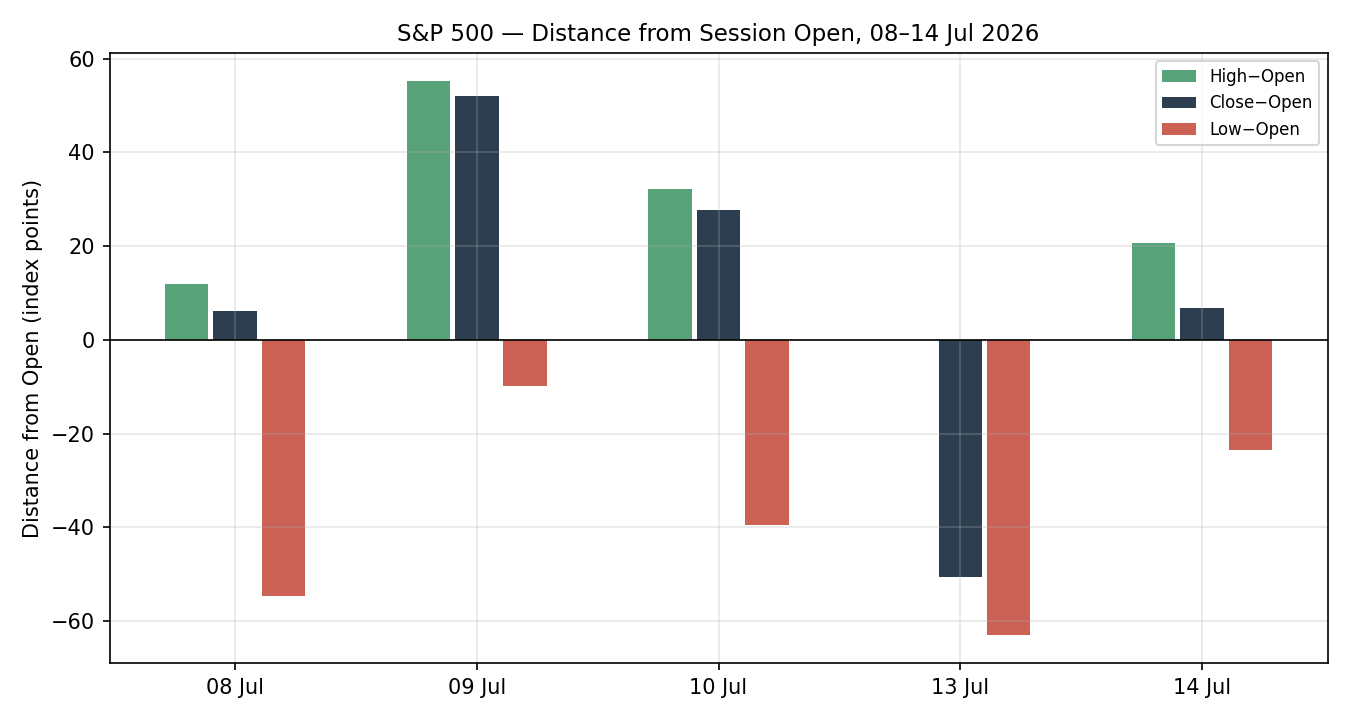 S&P 500 — Distance from Session Open, 08–14 Jul 2026
High−Open
Close−Open
Low−Open
Distance from Open (index points)
60
40
20
0
−20
−40
−60
08 Jul
09 Jul
10 Jul
13 Jul
14 Jul